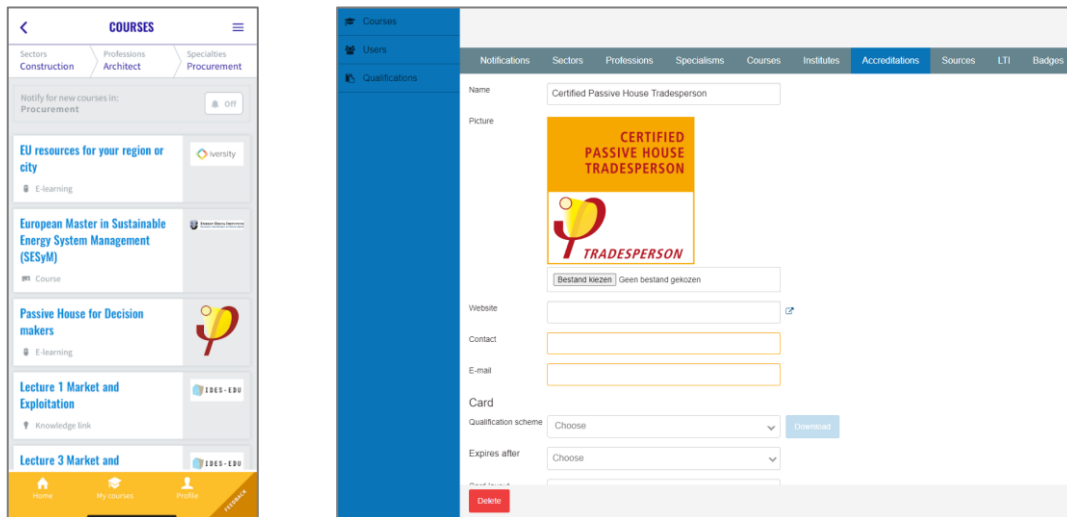 COURSES
Sectors
Construction
Professions
Architect
Specialties
Procurement
Notify for new courses in:
Procurement
Off
EU resources for your region or
city
E-learning
iversity
European Master in Sustainable
Energy System Management
(SESyM)
Course
Passive House for Decision
makers
E-learning
Lecture 1 Market and
Exploitation
Knowledge link
IDES-EDU
Lecture 3 Market and
IDES-EDU
Home
My courses
Profile
FEEDBACK
Courses
Users
Qualifications
Notifications Sectors Professions Specialisms Courses Institutes Accreditations Sources LTI Badges
Name
Certified Passive House Tradesperson
Picture
CERTIFIED
PASSIVE HOUSE
TRADESPERSON
TRADESPERSON
Bestand kiezen Geen bestand gekozen
Website
Contact
E-mail
Card
Qualification scheme
Choose
Download
Expires after
Choose
Card layout
Delete